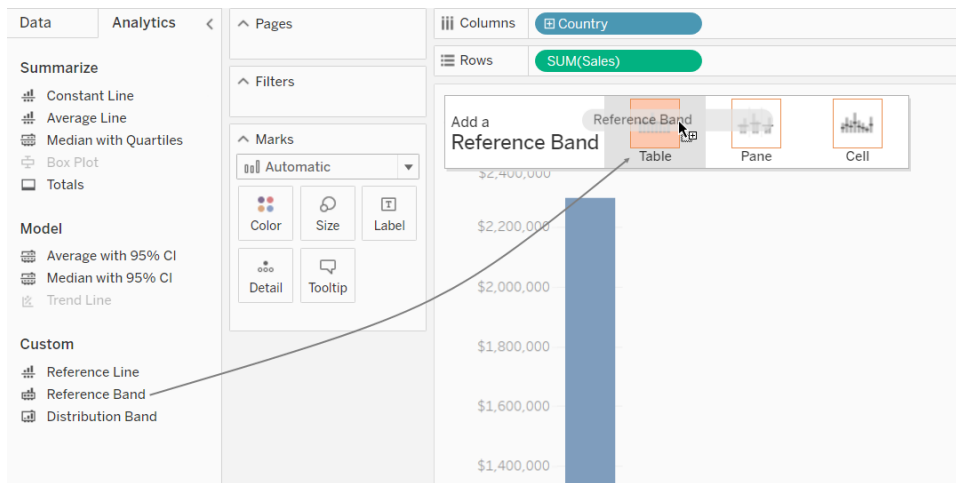 Data
Analytics
Summarize
Constant Line
Average Line
Median with Quartiles
Box Plot
Totals
Model
Average with 95% CI
Median with 95% CI
Trend Line
Custom
Reference Line
Reference Band
Distribution Band
Pages
Filters
Marks
Automatic
Color
Size
Label
Detail
Tooltip
Columns
Country
Rows
SUM(Sales)
Add a
Reference Band
Reference Band
Table
Pane
Cell
$2,400,000
$2,200,000
$2,000,000
$1,800,000
$1,600,000
$1,400,000